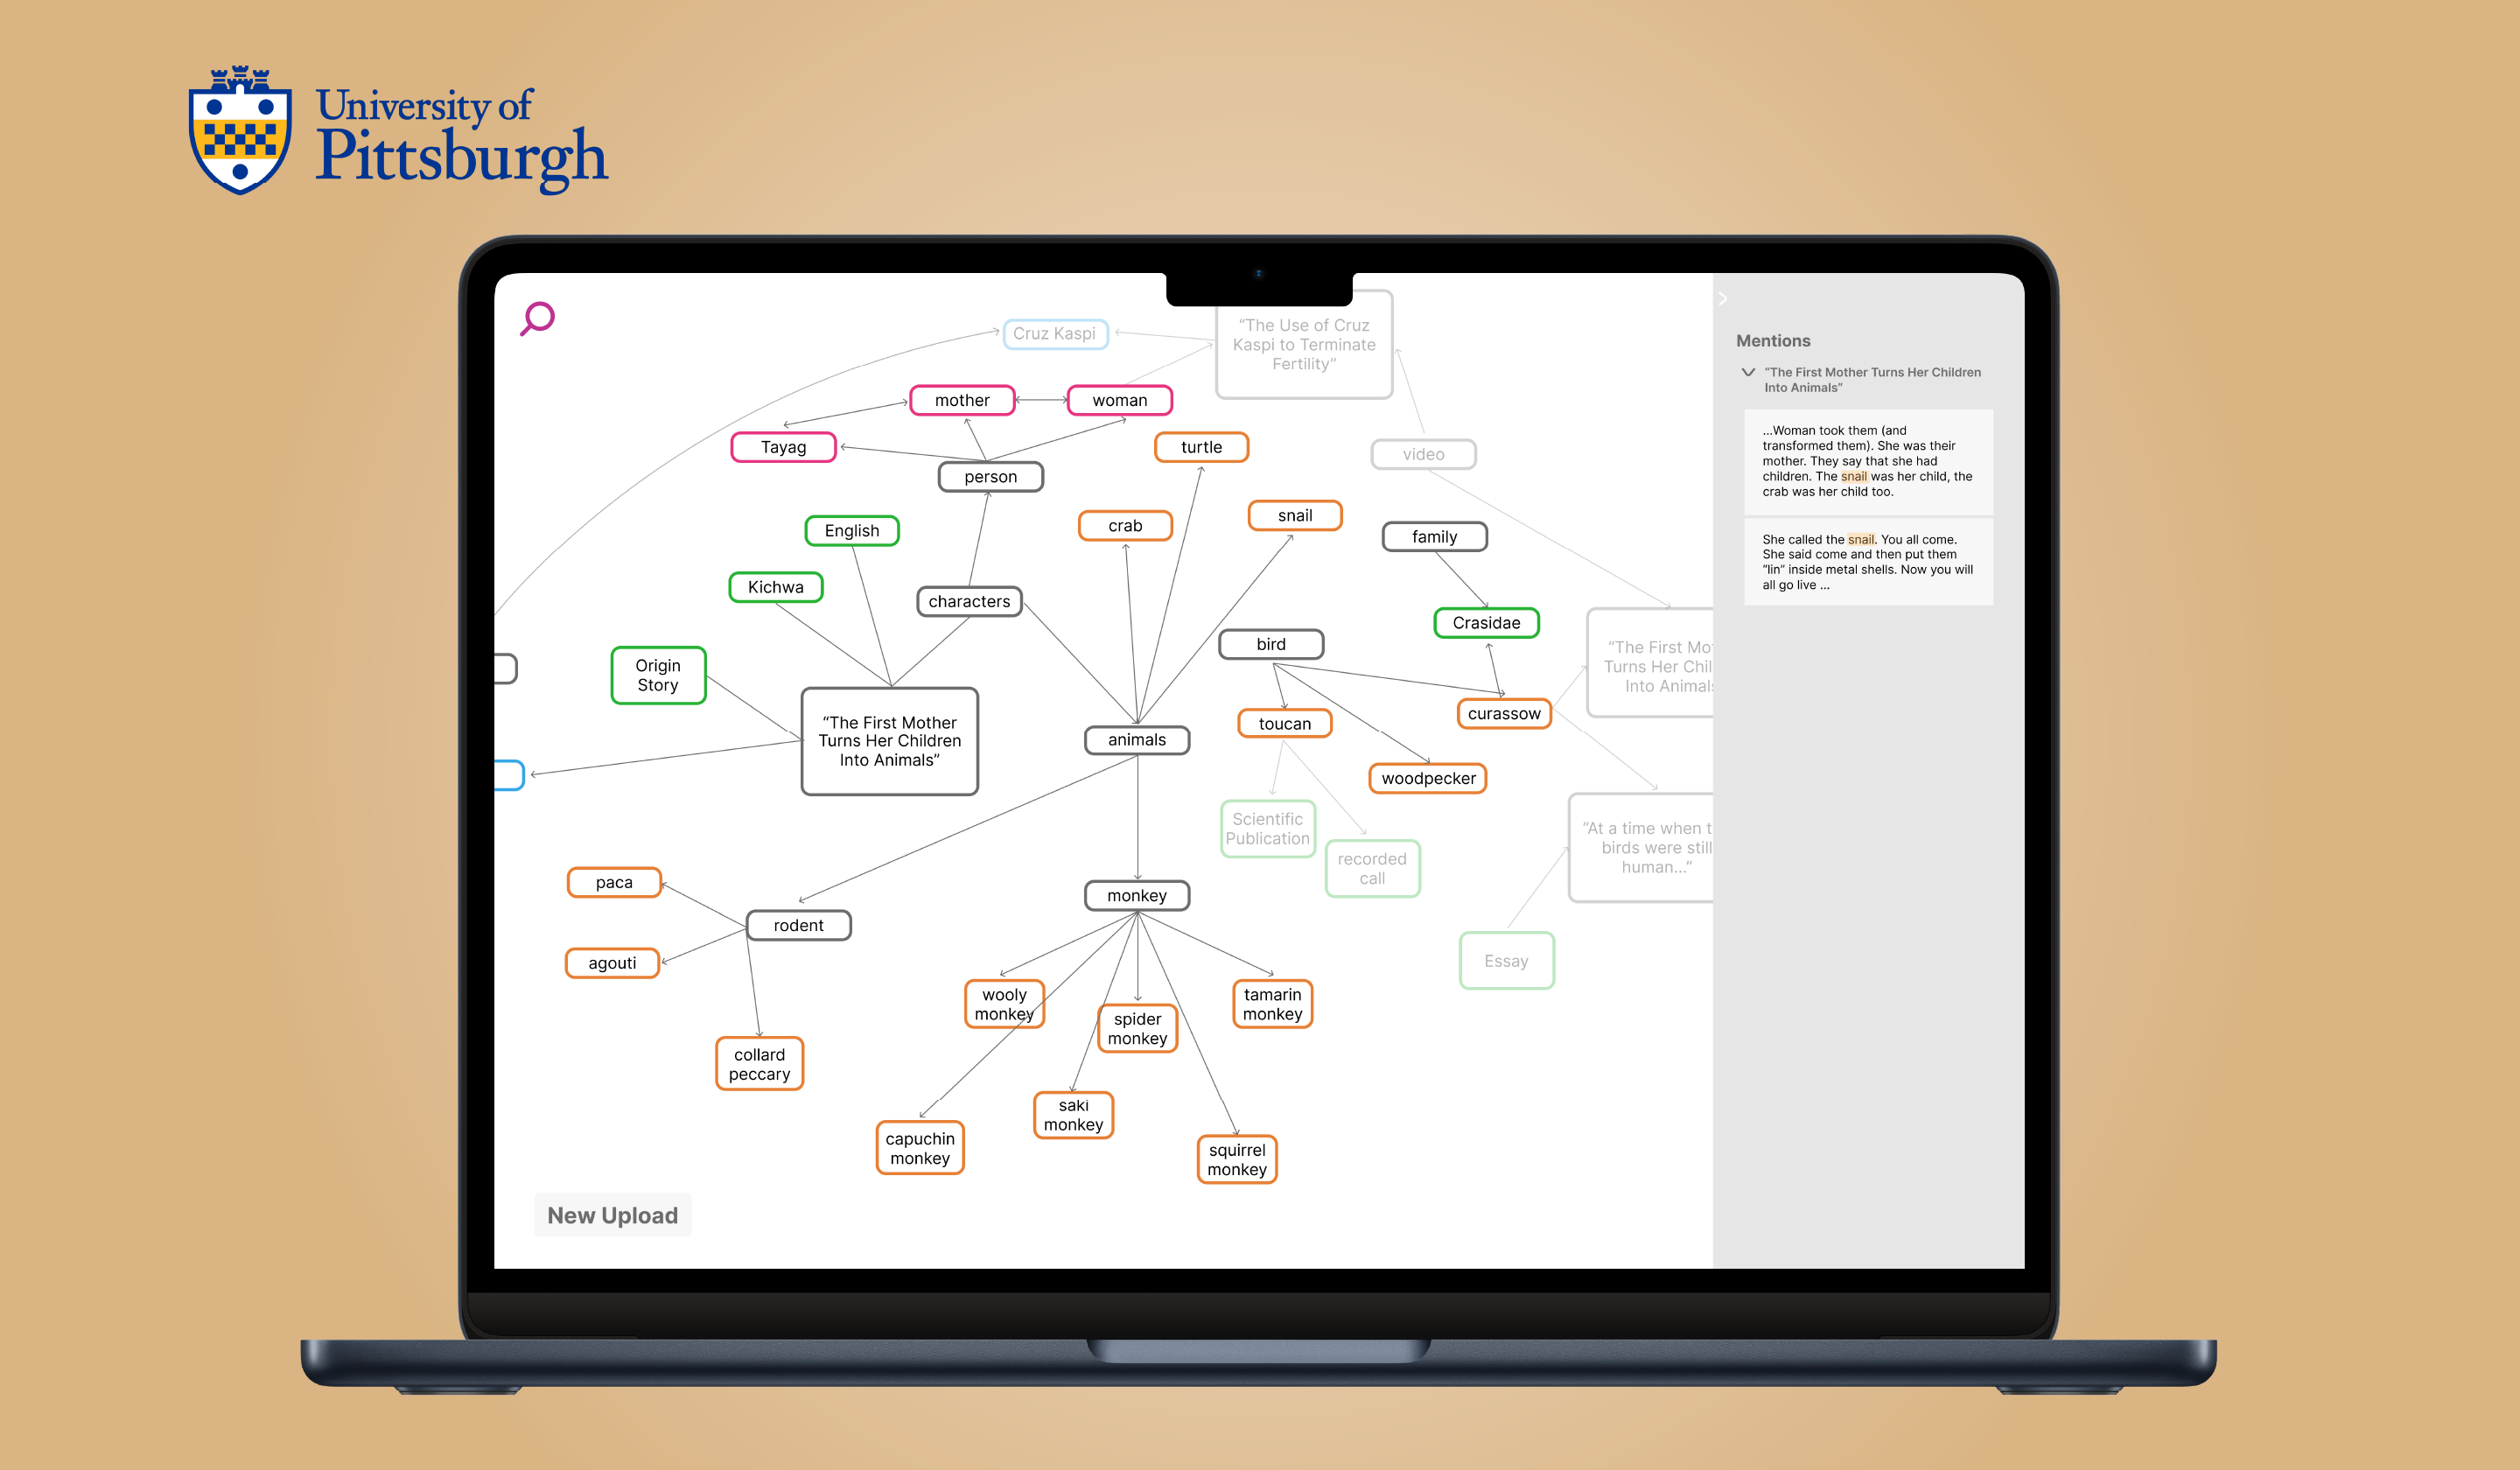 University of
Pittsburgh
Cruz Kaspi
“The Use of Cruz
Kaspi to Terminate
Fertility”
mother
woman
Tayag
turtle
video
person
English
crab
snail
family
Kichwa
characters
Crasidae
bird
Origin
Story
“The First Mother
Turns Her Children
Into Animals”
animals
toucan
curassow
woodpecker
“The First Mo
Turns Her Chil
Into Animals
Scientific
Publication
recorded
call
“At a time when t
birds were still
human...”
Essay
paca
rodent
agouti
collard
peccary
monkey
wooly
monkey
spider
monkey
tamarin
monkey
saki
monkey
capuchin
monkey
squirrel
monkey
New Upload
Mentions
“The First Mother Turns Her Children
Into Animals”
...Woman took them (and
transformed them). She was their
mother. They say that she had
children. The snail was her child, the
crab was her child too.
She called the snail. You all come.
She said come and then put them
“lin” inside metal shells. Now you will
all go live ...